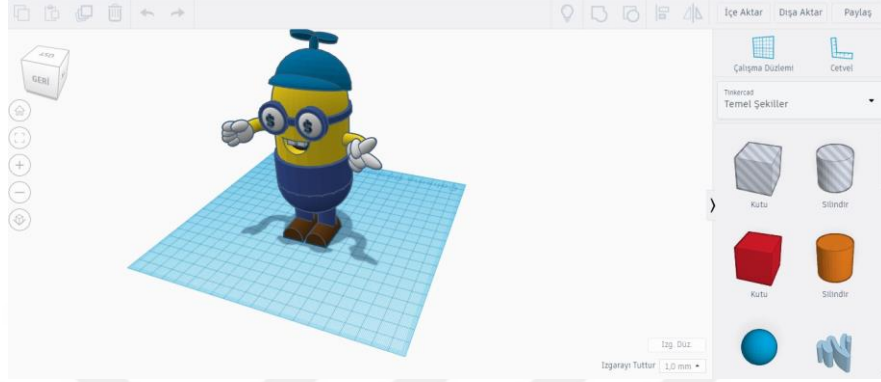 İçe Aktar
Dışa Aktar
Paylaş
ÜST
GERİ
Çalışma Düzlemi
Cetvel
Tinkercad
Temel Şekiller
$ $
Kutu
Silindir
Kutu
Silindir
Izg. Düz.
Izgarayı Tuttur
1,0 mm